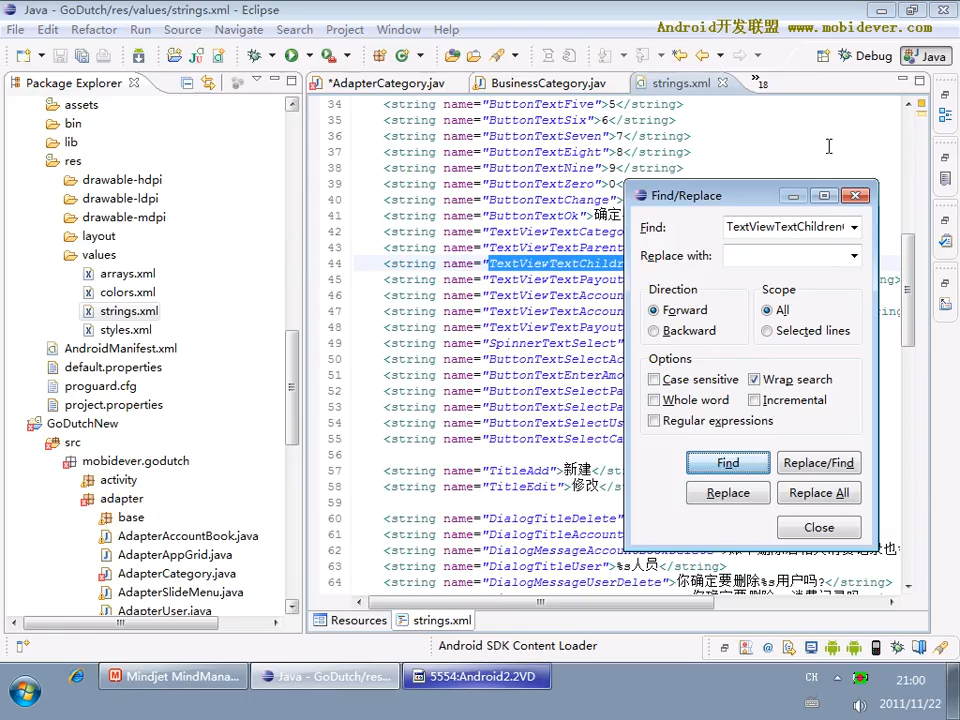 Java - GoDutch/res/values/strings.xml - Eclipse
File Edit Refactor Run Source Navigate Search Project Window Help
Android开发联盟 www.mobidever.com
Debug Java
Package Explorer
*AdapterCategory.java BusinessCategory.java strings.xml 18
assets
bin
lib
res
drawable-hdpi
drawable-ldpi
drawable-mdpi
layout
values
arrays.xml
colors.xml
strings.xml
styles.xml
AndroidManifest.xml
default.properties
proguard.cfg
project.properties
GoDutchNew
src
mobidever.godutch
activity
adapter
base
AdapterAccountBook.java
AdapterAppGrid.java
AdapterCategory.java
AdapterSlideMenu.java
AdapterUser.java
34 <string name="ButtonTextFive">5</string>
35 <string name="ButtonTextSix">6</string>
36 <string name="ButtonTextSeven">7</string>
37 <string name="ButtonTextEight">8</string>
38 <string name="ButtonTextNine">9</string>
39 <string name="ButtonTextZero">0<
40 <string name="ButtonTextChange">
41 <string name="ButtonTextOk">确定
42 <string name="TextViewTextCatego
43 <string name="TextViewTextParent
44 <string name="TextViewTextChildr
45 <string name="TextViewTextPayout
46 <string name="TextViewTextAccoun
47 <string name="TextViewTextAccou
48 <string name="TextViewTextPayout
49 <string name="SpinnerTextSelect"
50 <string name="ButtonTextSelectAc
51 <string name="ButtonTextEnterAmo
52 <string name="ButtonTextSelectPa
53 <string name="ButtonTextSelectPa
54 <string name="ButtonTextSelectUs
55 <string name="ButtonTextSelectCa
56
57 <string name="TitleAdd">新建</st
58 <string name="TitleEdit">修改</s
59
60 <string name="DialogTitleDelete"
61 <string name="DialogTitleAccount
62 <string name="DialogMessageAccou
63 <string name="DialogTitleUser">%s人员</string>
64 <string name="DialogMessageUserDelete">你确定要删除%s用户吗?</string>
Find/Replace
Find: TextViewTextChildren
Replace with:
Direction
Forward
Backward
Scope
All
Selected lines
Options
Case sensitive Wrap search
Whole word Incremental
Regular expressions
Find Replace/Find
Replace Replace All
Close
Resources strings.xml
Android SDK Content Loader
Mindjet MindMana... Java - GoDutch/res... 5554:Android2.2VD
CH
21:00
2011/11/22